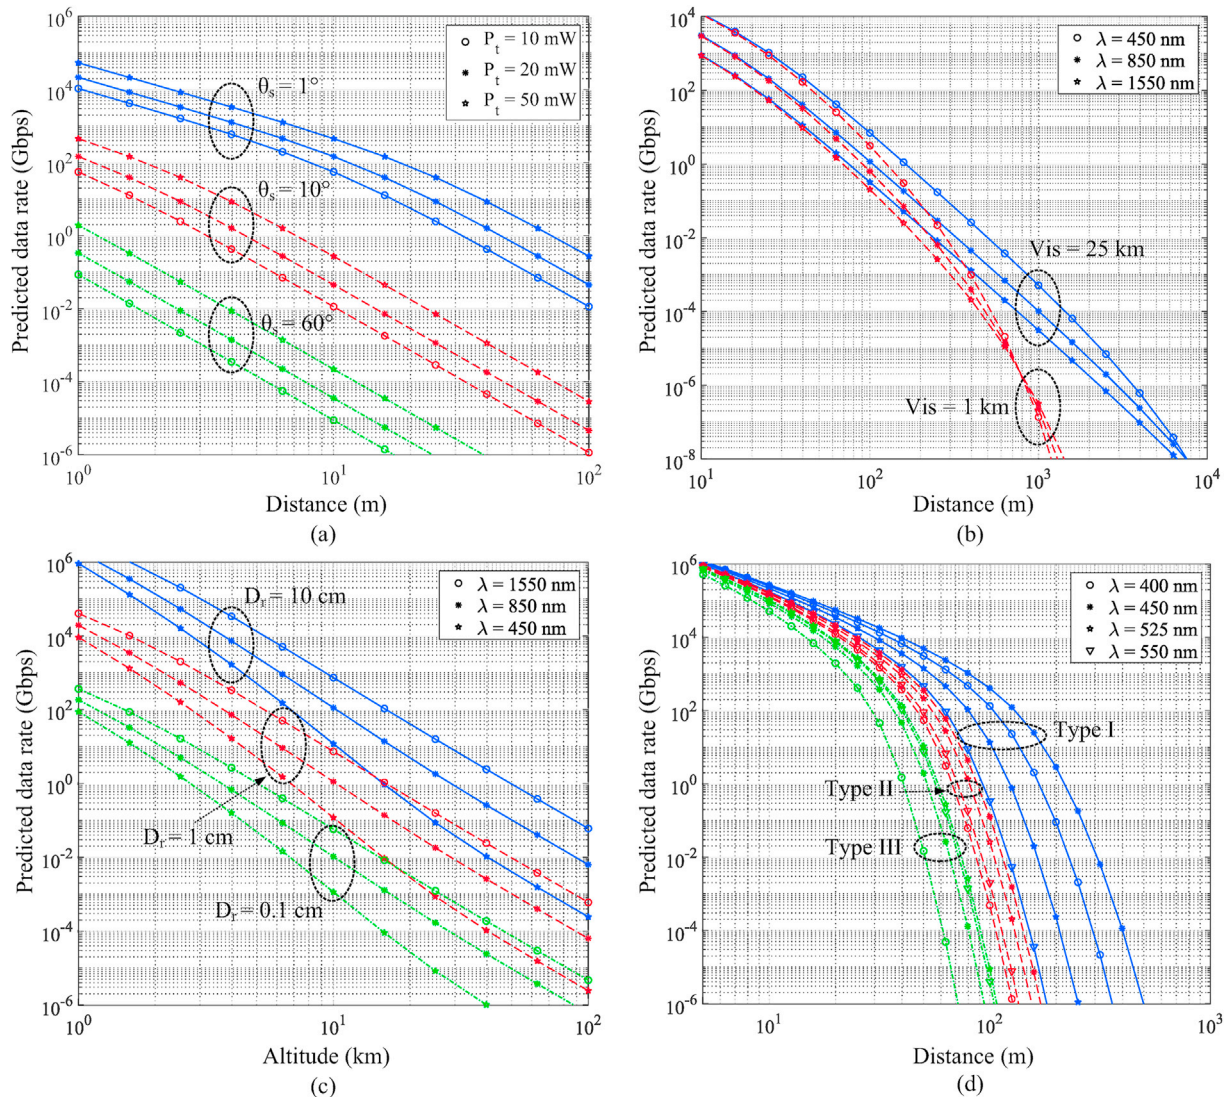 10^6
10^4
10^2
10^0
10^-2
10^-4
10^-6
Predicted data rate (Gbps)
P_t = 10 mW
P_t = 20 mW
P_t = 50 mW
θ_s = 1°
θ_s = 10°
θ_s = 60°
10^0 10^1 10^2
Distance (m)
(a)
10^4
10^2
10^0
10^-2
10^-4
10^-6
10^-8
Predicted data rate (Gbps)
λ = 450 nm
λ = 850 nm
λ = 1550 nm
Vis = 25 km
Vis = 1 km
10^1 10^2 10^3 10^4
Distance (m)
(b)
10^6
10^4
10^2
10^0
10^-2
10^-4
10^-6
Predicted data rate (Gbps)
λ = 1550 nm
λ = 850 nm
λ = 450 nm
D_r = 10 cm
D_r = 1 cm
D_r = 0.1 cm
10^0 10^1 10^2
Altitude (km)
(c)
10^6
10^4
10^2
10^0
10^-2
10^-4
10^-6
Predicted data rate (Gbps)
λ = 400 nm
λ = 450 nm
λ = 525 nm
λ = 550 nm
Type I
Type II
Type III
10^1 10^2 10^3
Distance (m)
(d)